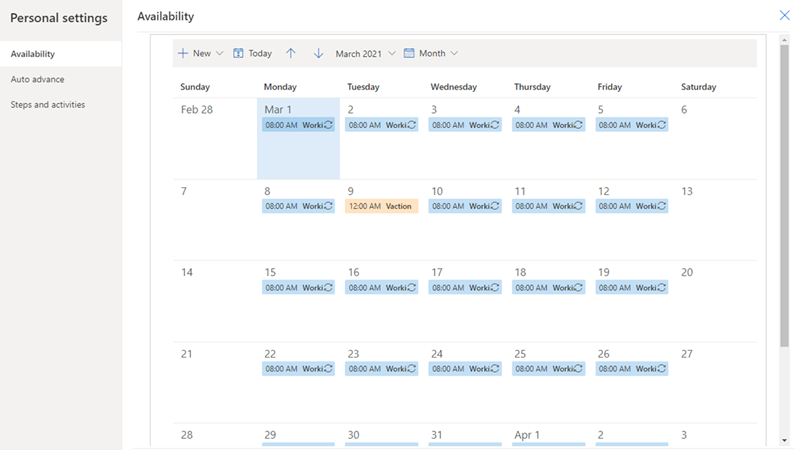 Personal settings
Availability
Auto advance
Steps and activities
Availability
New Today March 2021 Month
Sunday Monday Tuesday Wednesday Thursday Friday Saturday
Feb 28 Mar 1 2 3 4 5 6
08:00 AM Worki 08:00 AM Worki 08:00 AM Worki 08:00 AM Worki 08:00 AM Worki
7 8 9 10 11 12 13
08:00 AM Worki 12:00 AM Vaction 08:00 AM Worki 08:00 AM Worki 08:00 AM Worki
14 15 16 17 18 19 20
08:00 AM Worki 08:00 AM Worki 08:00 AM Worki 08:00 AM Worki 08:00 AM Worki
21 22 23 24 25 26 27
08:00 AM Worki 08:00 AM Worki 08:00 AM Worki 08:00 AM Worki 08:00 AM Worki
28 29 30 31 Apr 1 2 3